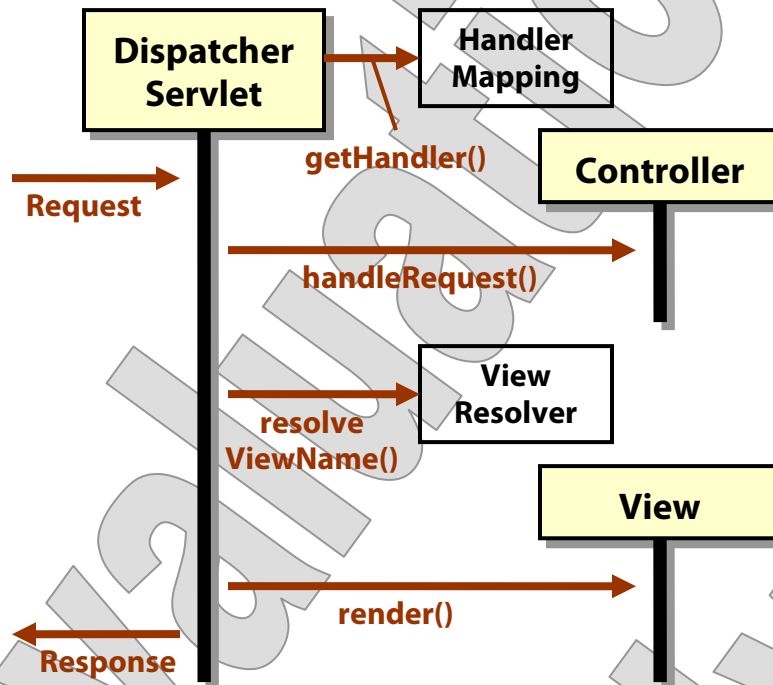 Dispatcher
Servlet
Handler
Mapping
getHandler()
Controller
Request
handleRequest()
View
Resolver
resolve
ViewName()
View
render()
Response